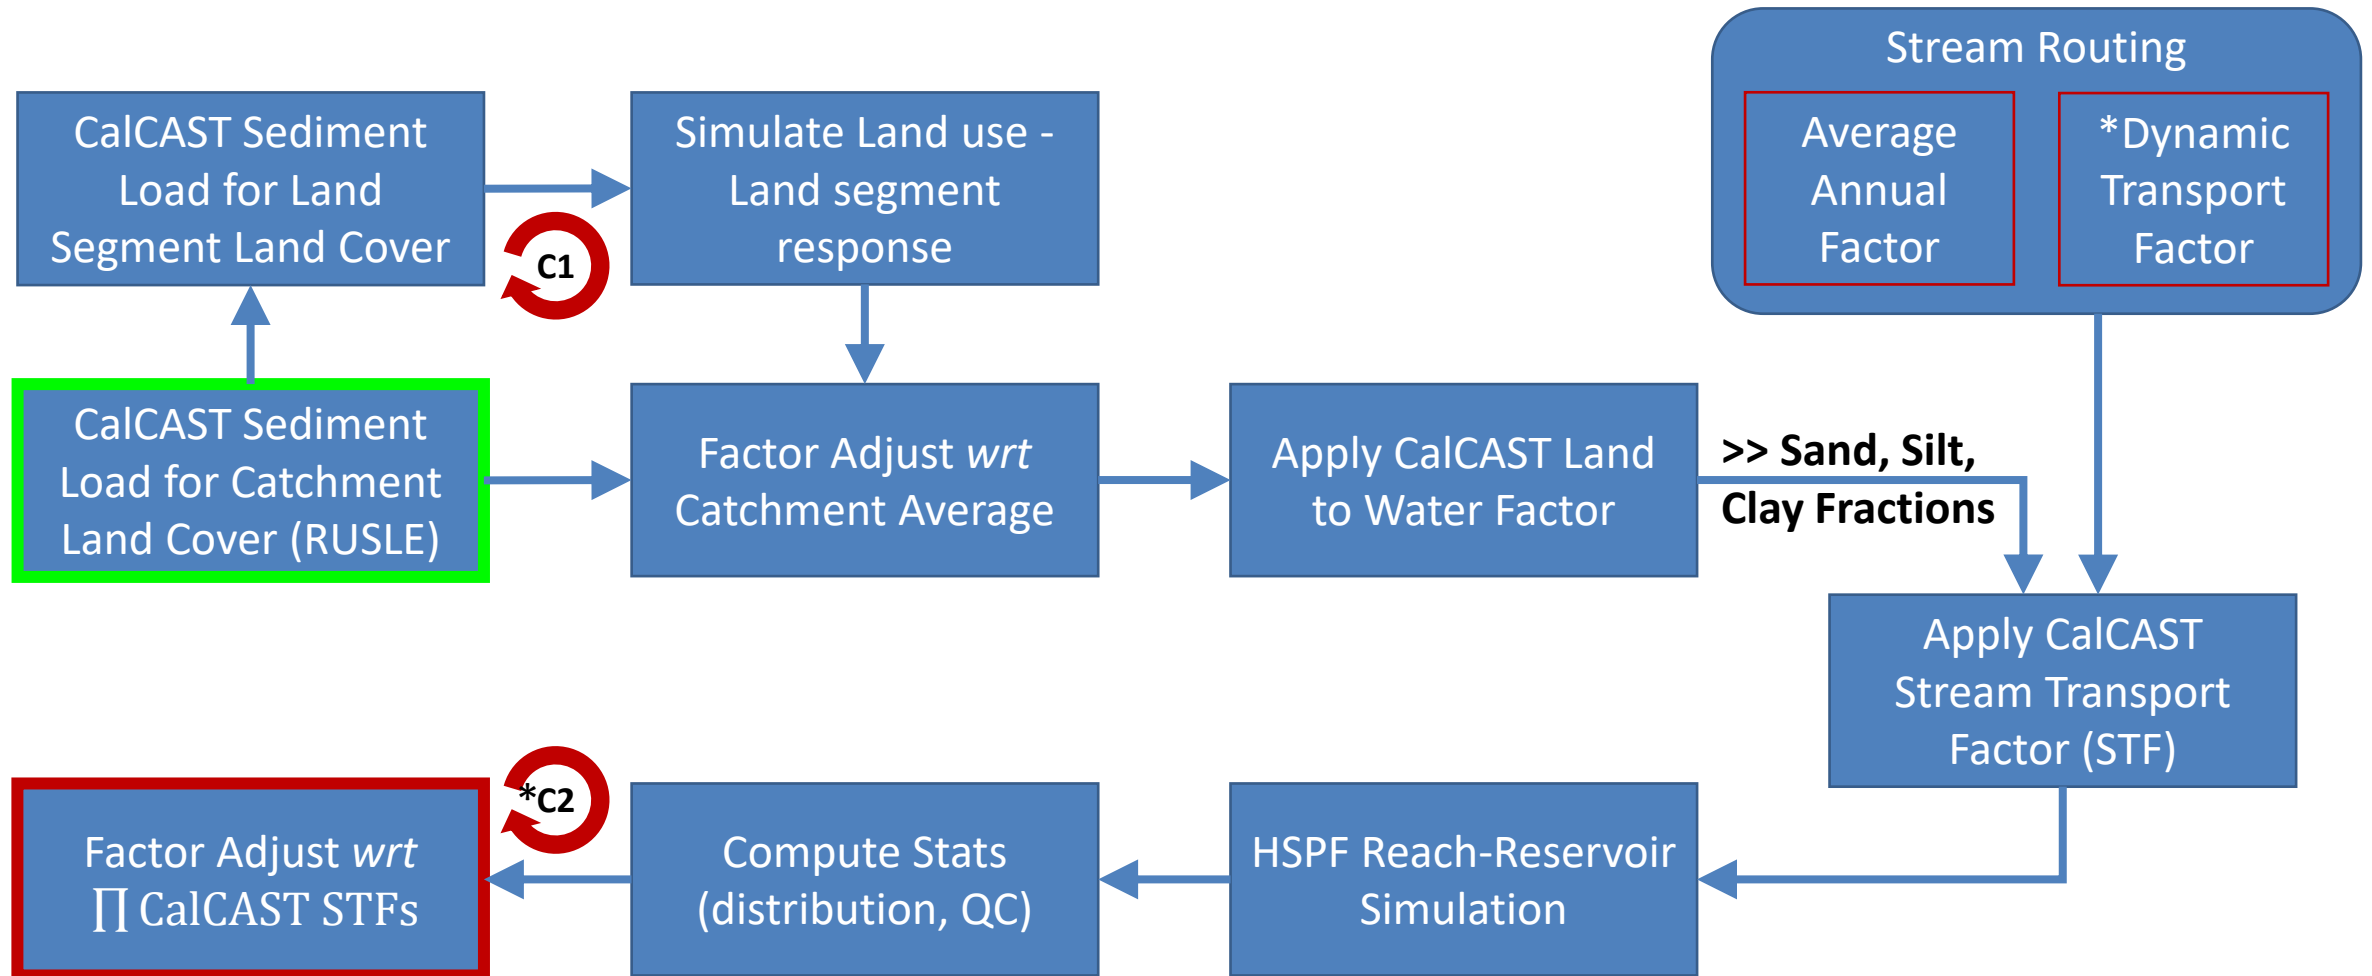 CalCAST Sediment
Load for Land
Segment Land Cover
C1
Simulate Land use -
Land segment
response
Stream Routing
Average
Annual
Factor
*Dynamic
Transport
Factor
CalCAST Sediment
Load for Catchment
Land Cover (RUSLE)
Factor Adjust wrt
Catchment Average
Apply CalCAST Land
to Water Factor
>> Sand, Silt,
Clay Fractions
Apply CalCAST
Stream Transport
Factor (STF)
HSPF Reach-Reservoir
Simulation
Compute Stats
(distribution, QC)
*C2
Factor Adjust wrt
∏ CalCAST STFs